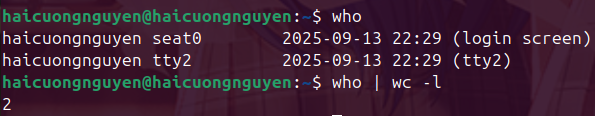 haicuongnguyen@haicuongnguyen:~$ who
haicuongnguyen seat0        2025-09-13 22:29 (login screen)
haicuongnguyen tty2         2025-09-13 22:29 (tty2)
haicuongnguyen@haicuongnguyen:~$ who | wc -l
2